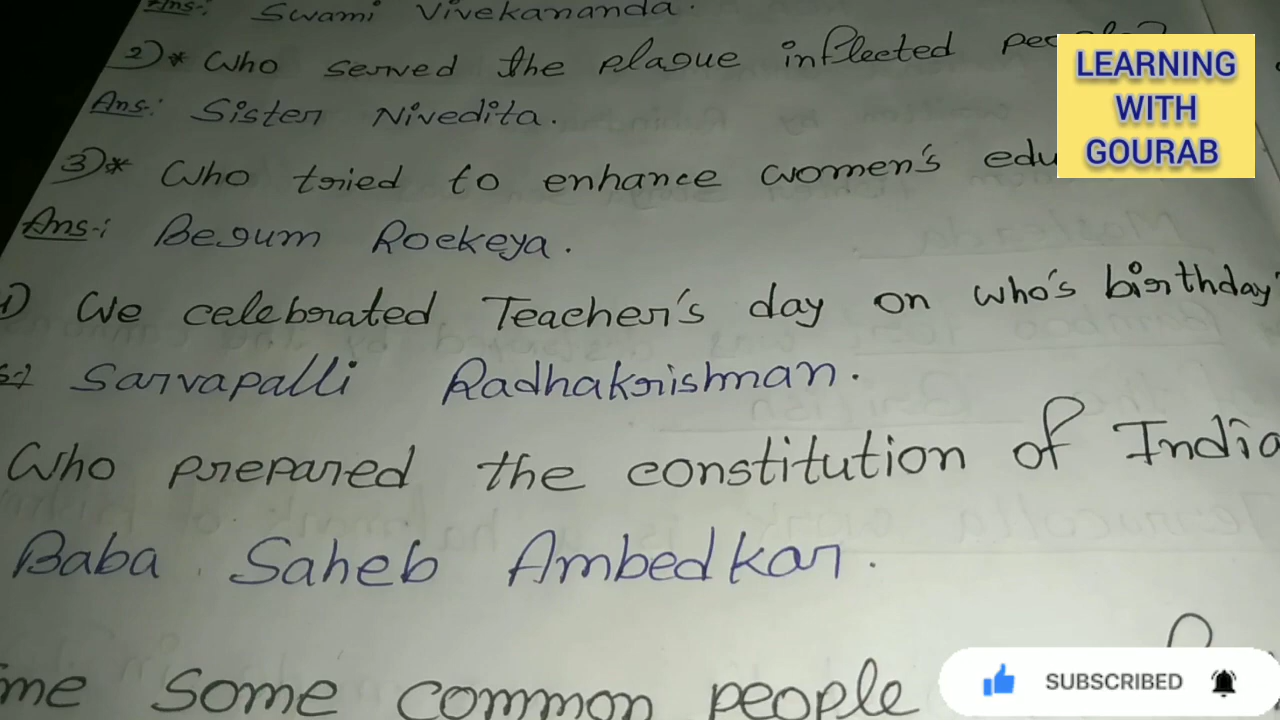 Ans-: Swami Vivekananda.
2)* Who served the plague inflected people?
Ans: Sister Nivedita.
3)* Who tried to enhance women's edu
Ans-: Begum Roekeya.
We celebrated Teacher's day on who's birthday?
Sarvapalli Radhakrishnan.
Who prepared the constitution of India
Baba Saheb Ambedkar.
me some common people
LEARNING
WITH
GOURAB
SUBSCRIBED